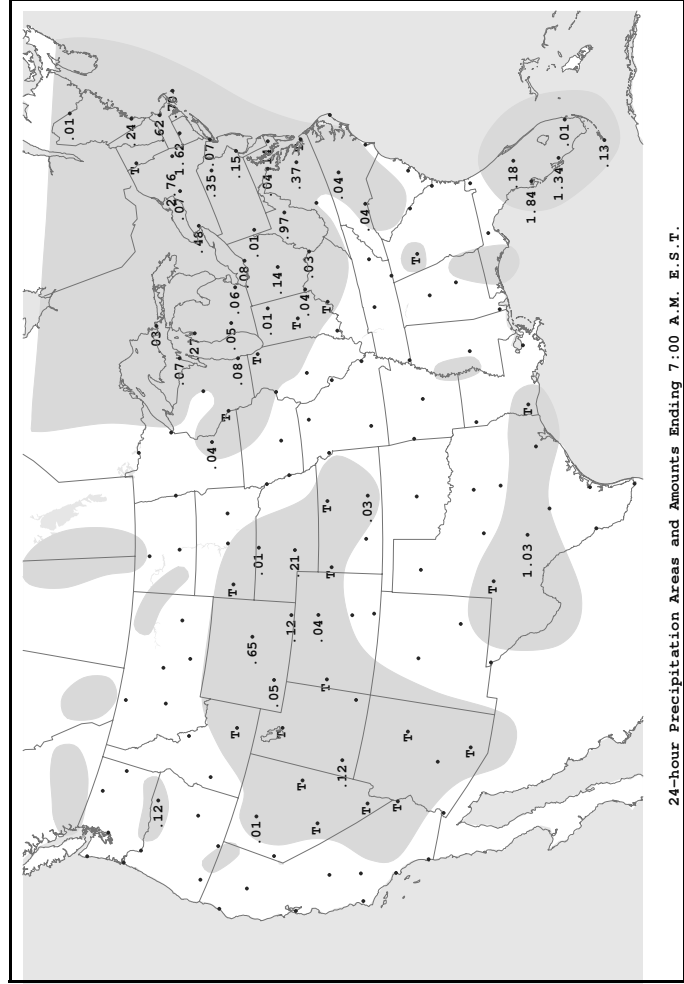 .01
T
.24
.03
.12
.62
2.76
.79
.07
.07
1.62
.27
.48
.07
.04
.35
T
.05
T
T
.06
.15
.08
.08
.65
.01
.01
T
.01
.01
.04
.05
.14
T
.97
.12
.21
T
.37
T
.04
.03
T
.04
T
T
T
T
.04
.12
T
.03
.04
T
T
T
T
T
.18
T
1.03
1.84
1.34
.01
.13
24-hour Precipitation Areas and Amounts Ending 7:00 A.M. E.S.T.